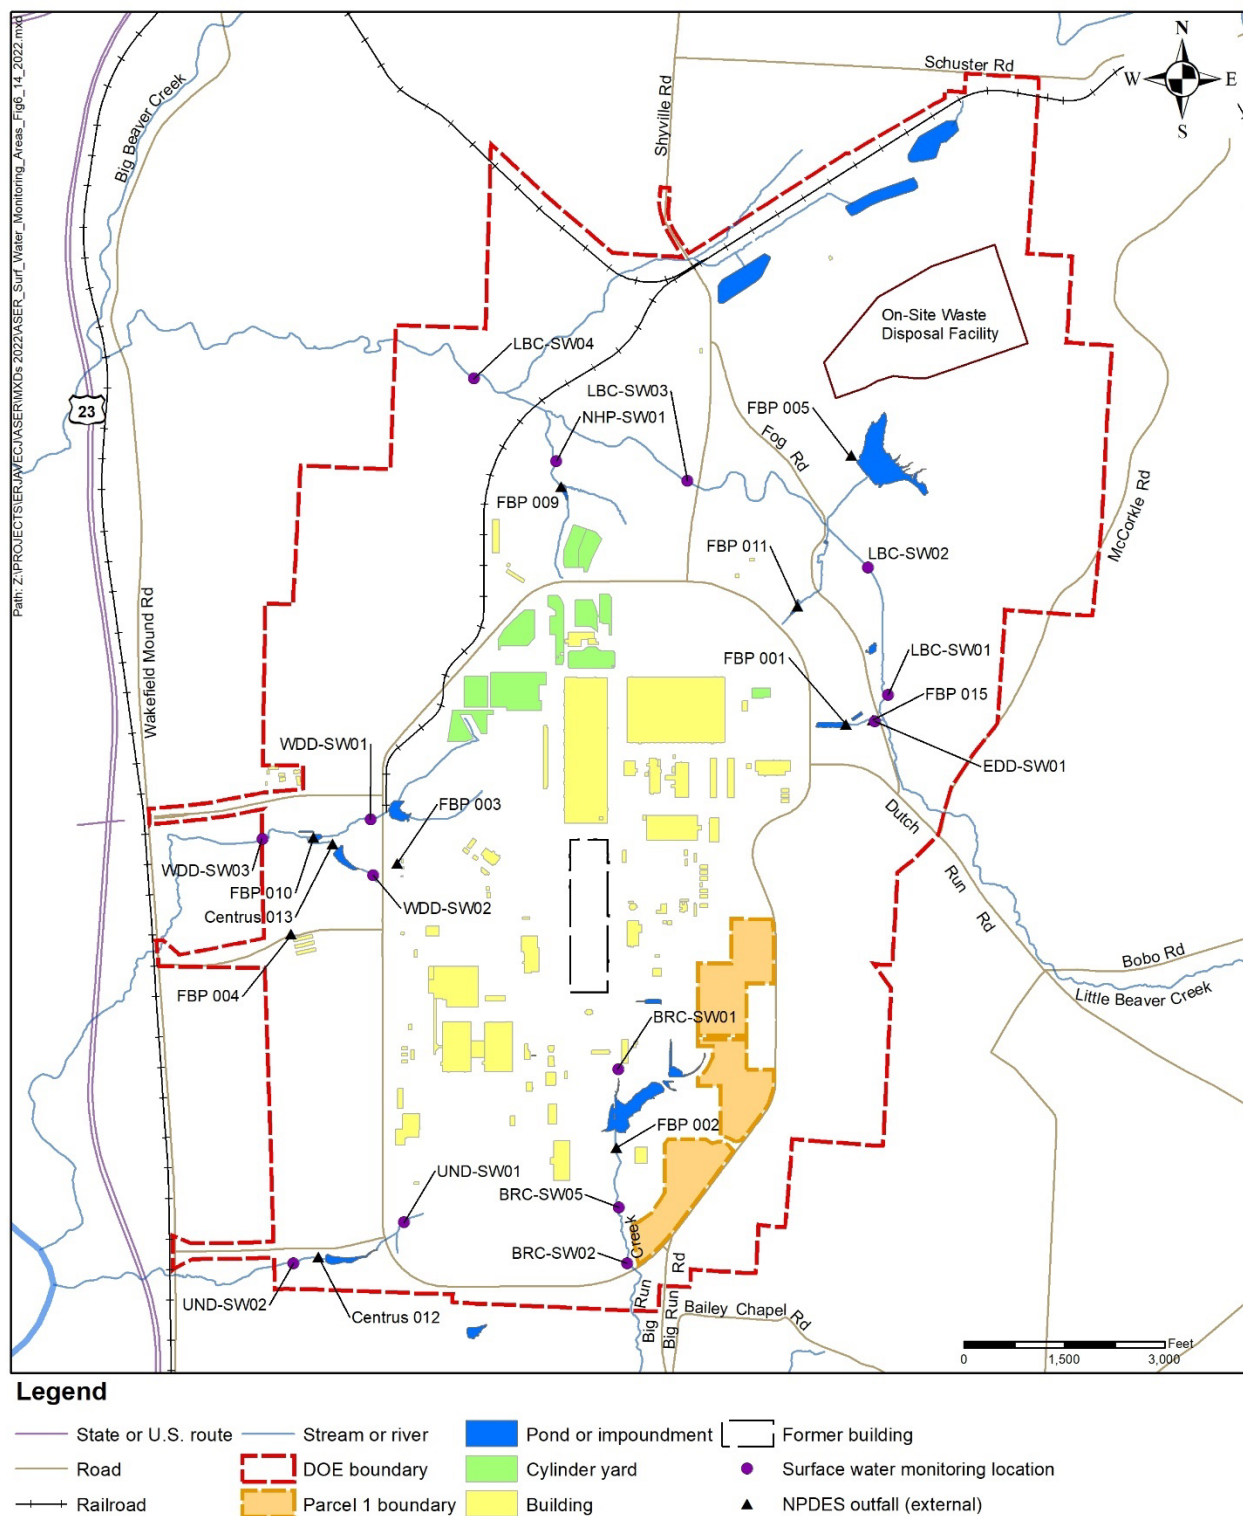 Path: Z:\PROJECTS\ERJAVECJ\ASER\MXDs 2022\ASER_Surf_Water_Monitoring_Areas_Fig6_14_2022.mxd
N
W
E
S
Schuster Rd
Shyville Rd
Big Beaver Creek
On-Site Waste
Disposal Facility
LBC-SW04
LBC-SW03
NHP-SW01
FBP 005
23
Fog Rd
McCorkle Rd
FBP 009
FBP 011
LBC-SW02
Wakefield Mound Rd
FBP 001
LBC-SW01
FBP 015
WDD-SW01
EDD-SW01
FBP 003
Dutch Run Rd
WDD-SW03
FBP 010
WDD-SW02
Centrus 013
Bobo Rd
FBP 004
Little Beaver Creek
BRC-SW01
FBP 002
UND-SW01
BRC-SW05
BRC-SW02
Big Run Creek
Big Run Rd
UND-SW02
Centrus 012
Bailey Chapel Rd
Feet
0 1,500 3,000
Legend
State or U.S. route
Stream or river
Pond or impoundment
Former building
Road
DOE boundary
Cylinder yard
Surface water monitoring location
Railroad
Parcel 1 boundary
Building
NPDES outfall (external)